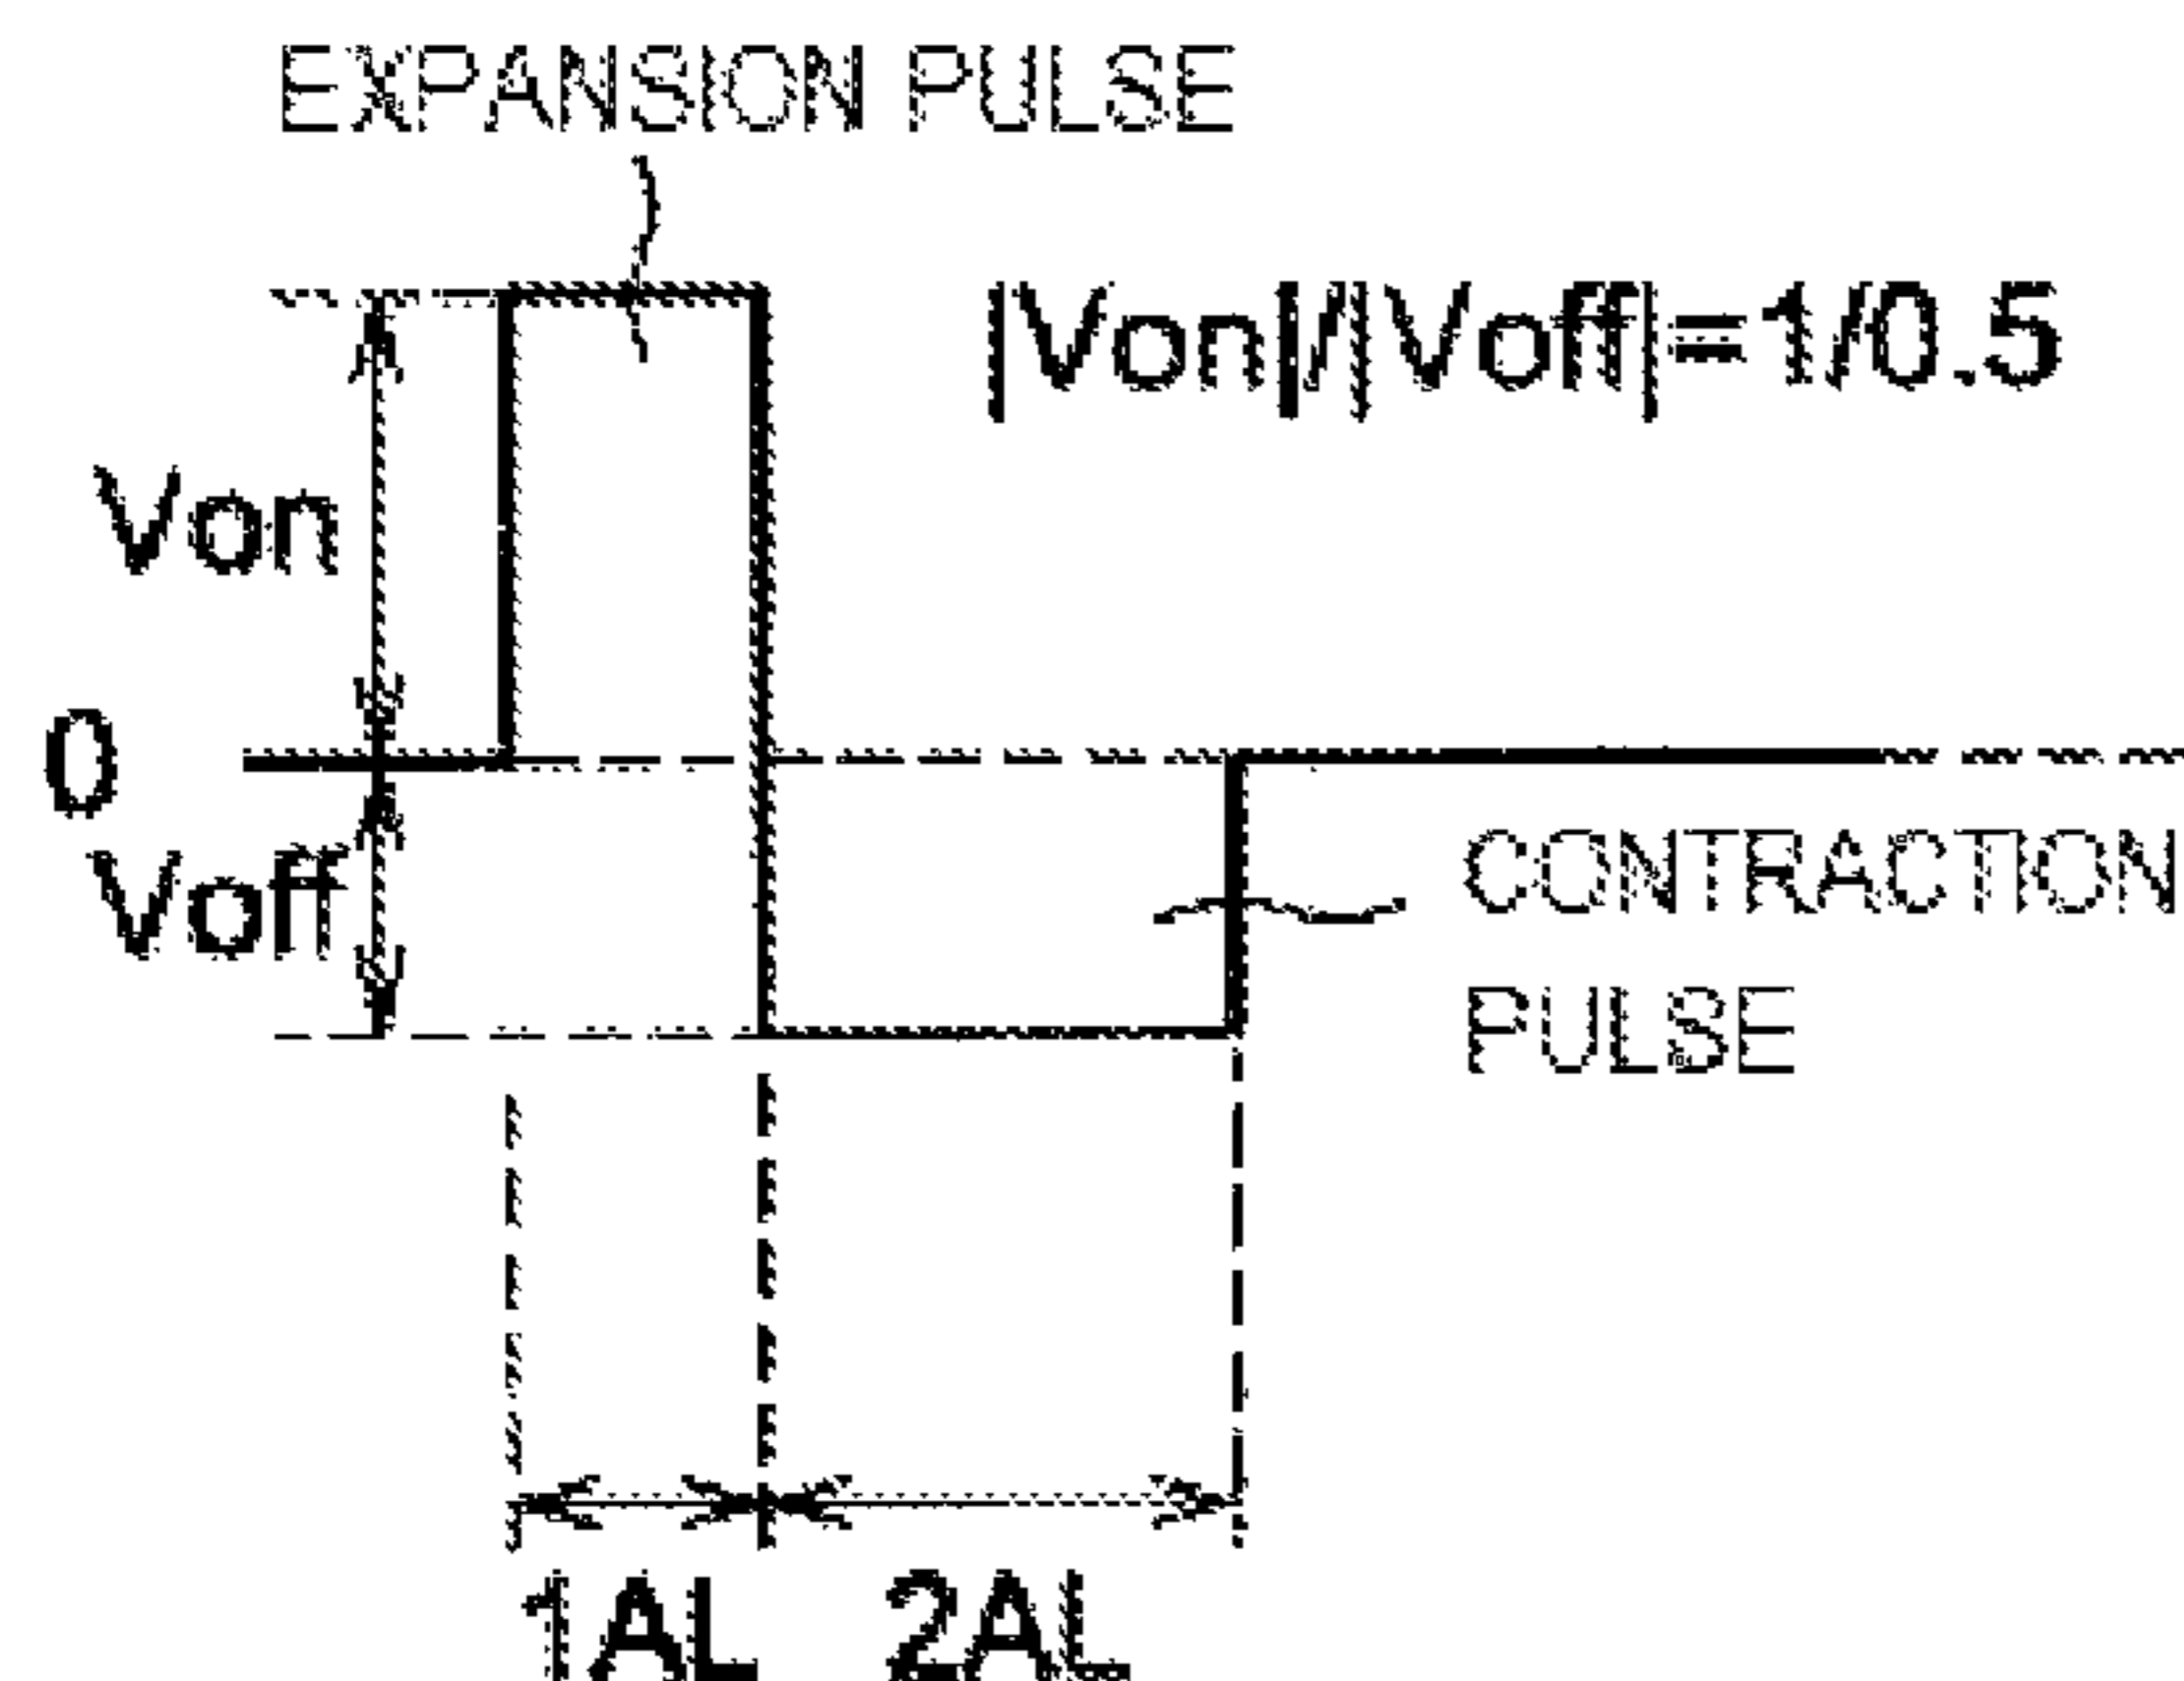 EXPANSION PULSE
|Von|/|Voff|=1/0.5
Von
0
Voff
CONTRACTION
PULSE
1AL
2AL